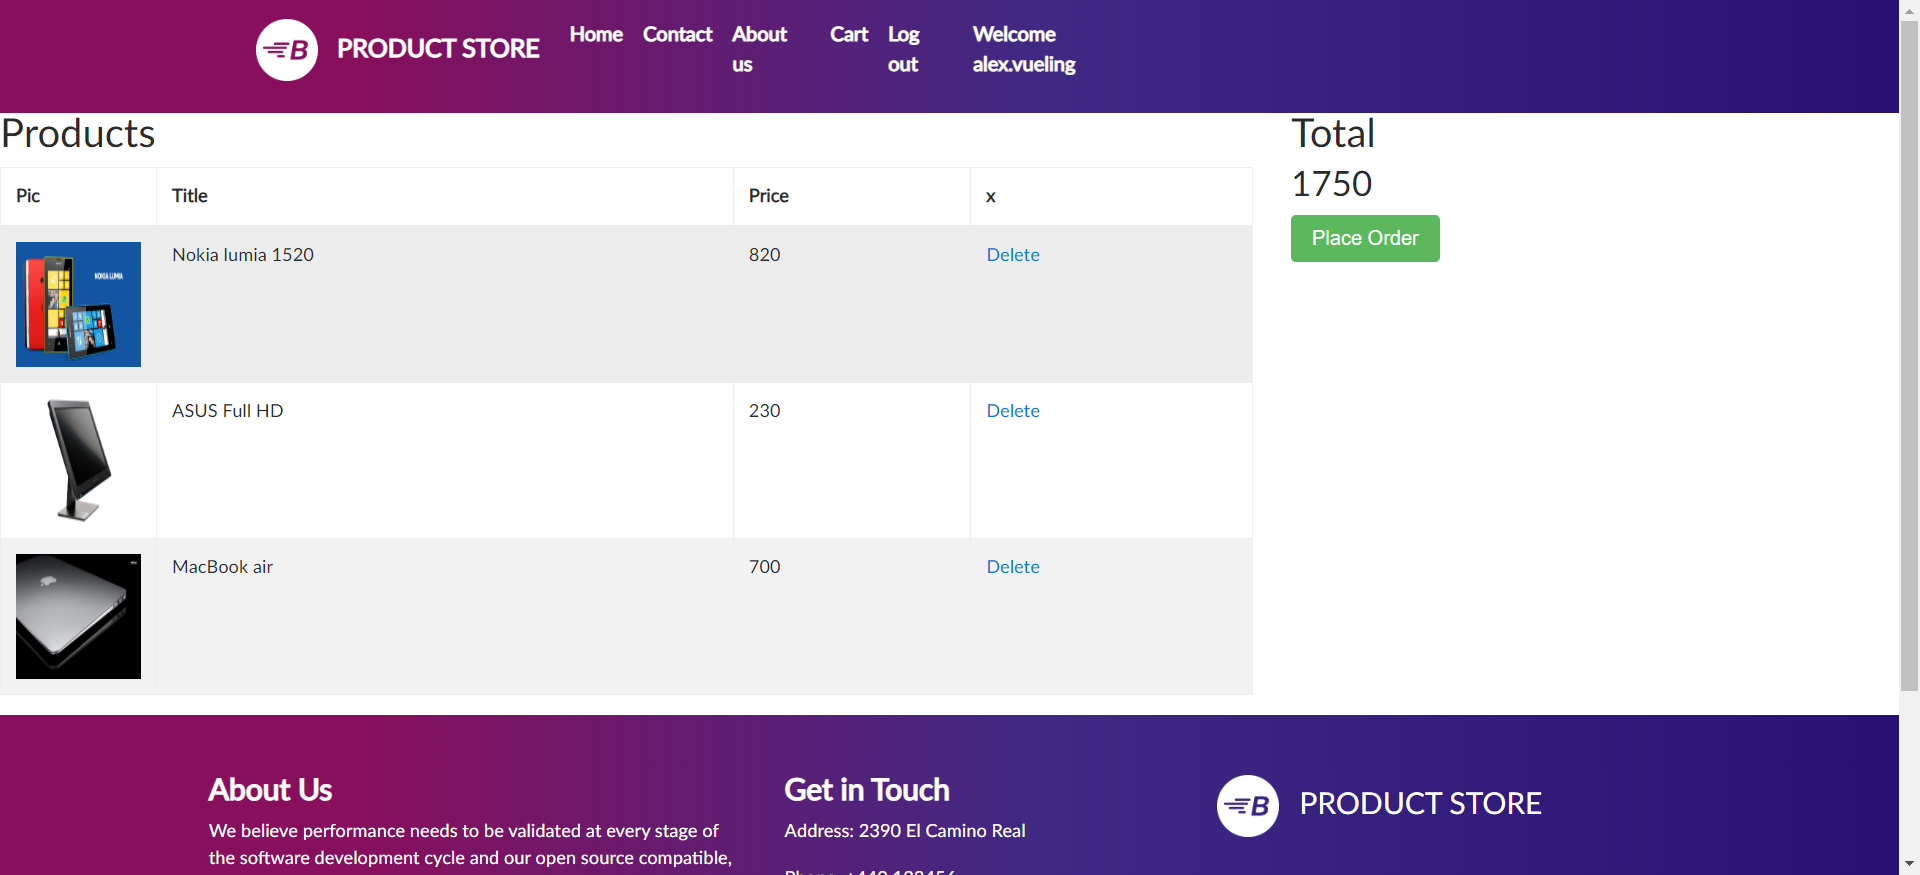 B PRODUCT STORE Home Contact About us Cart Log out Welcome alex.vueling
Products
Total
1750
Place Order
Pic Title Price x
NOKIA LUMIA
Nokia lumia 1520 820 Delete
ASUS Full HD 230 Delete
MacBook air 700 Delete
About Us
We believe performance needs to be validated at every stage of
the software development cycle and our open source compatible,
Get in Touch
Address: 2390 El Camino Real
B PRODUCT STORE